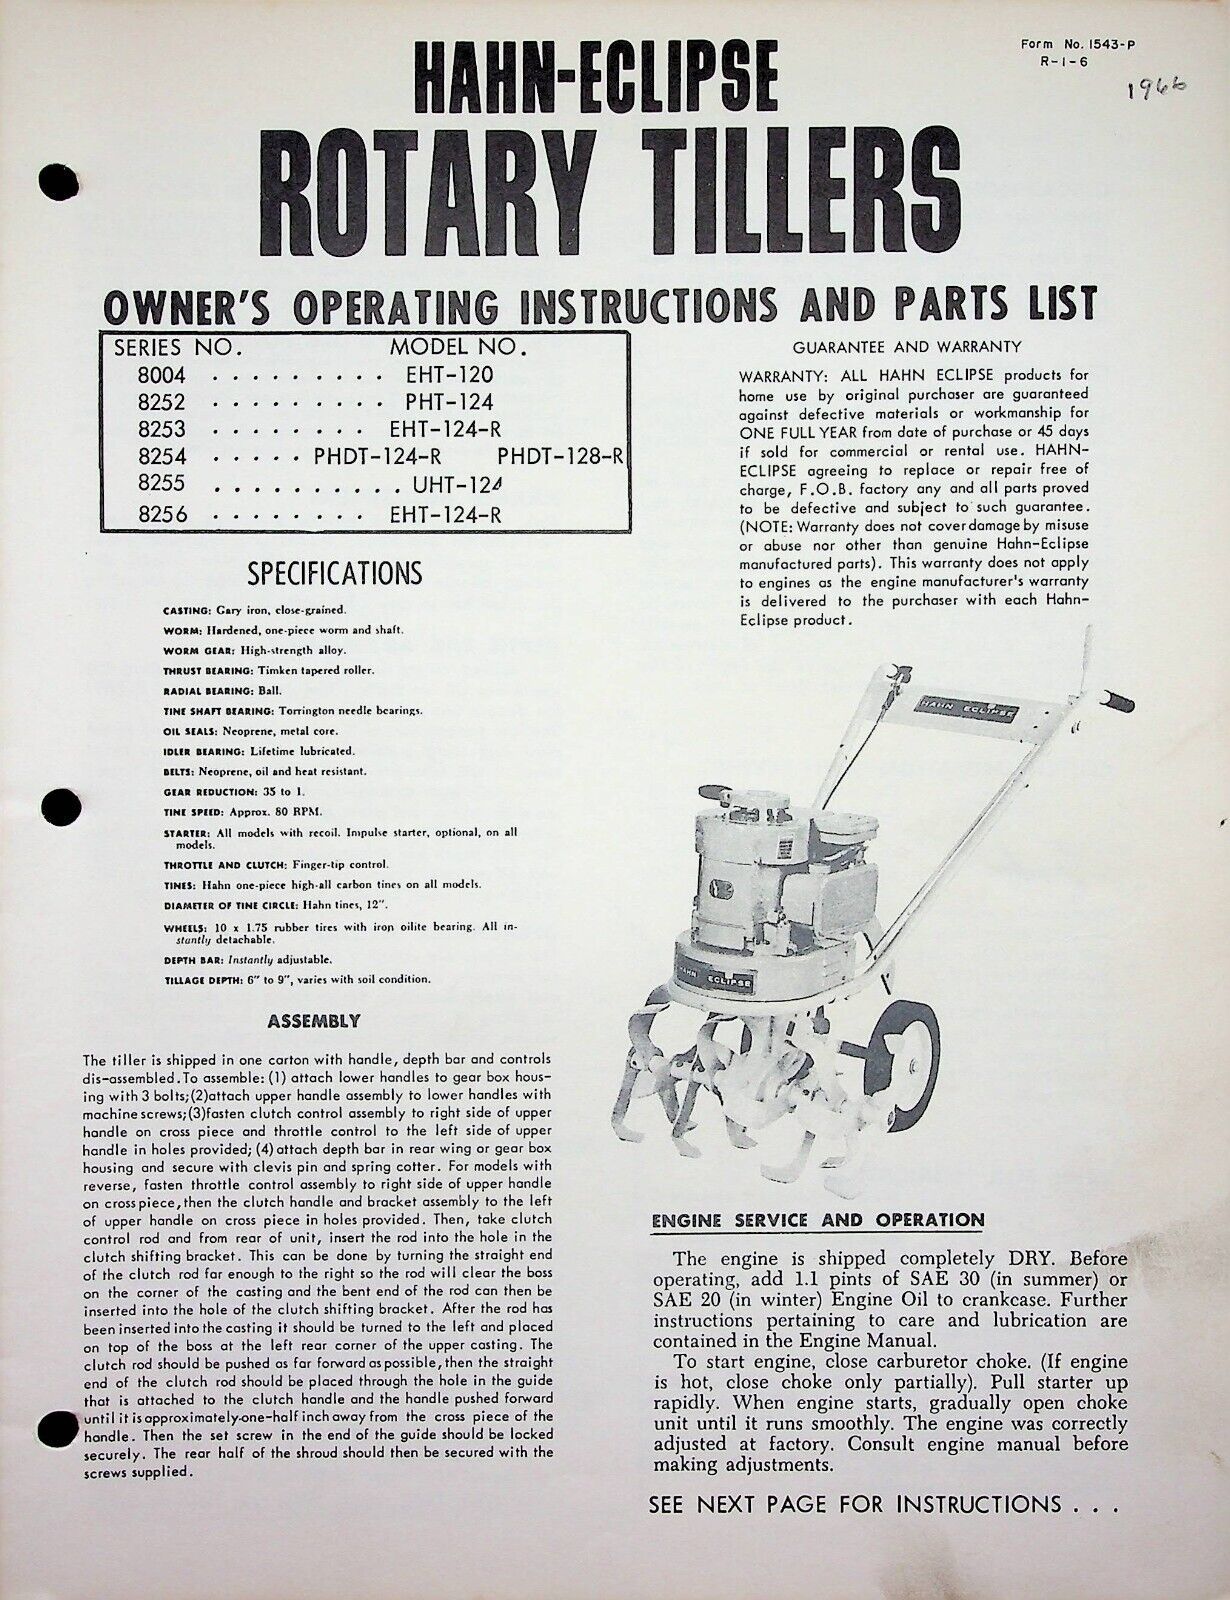 Form No. 1543-P
R-1-6
1966
HAHN-ECLIPSE
ROTARY TILLERS
OWNER'S OPERATING INSTRUCTIONS AND PARTS LIST
SERIES NO. MODEL NO.
8004 . . . . . . . . . EHT-120
8252 . . . . . . . . . PHT-124
8253 . . . . . . . . EHT-124-R
8254 . . . . . PHDT-124-R PHDT-128-R
8255 . . . . . . . . . . UHT-124
8256 . . . . . . . . EHT-124-R
SPECIFICATIONS
CASTING: Gary iron, close-grained.
WORM: Hardened, one-piece worm and shaft.
WORM GEAR: High-strength alloy.
THRUST BEARING: Timken tapered roller.
RADIAL BEARING: Ball.
TINE SHAFT BEARING: Torrington needle bearings.
OIL SEALS: Neoprene, metal core.
IDLER BEARING: Lifetime lubricated.
BELTS: Neoprene, oil and heat resistant.
GEAR REDUCTION: 35 to 1.
TINE SPEED: Approx. 80 RPM.
STARTER: All models with recoil. Impulse starter, optional, on all
models.
THROTTLE AND CLUTCH: Finger-tip control.
TINES: Hahn one-piece high-all carbon tines on all models.
DIAMETER OF TINE CIRCLE: Hahn tines, 12".
WHEELS: 10 x 1.75 rubber tires with iron oilite bearing. All in-
stantly detachable.
DEPTH BAR: Instantly adjustable.
TILLAGE DEPTH: 6" to 9", varies with soil condition.
ASSEMBLY
The tiller is shipped in one carton with handle, depth bar and controls
dis-assembled.To assemble: (1) attach lower handles to gear box hous-
ing with 3 bolts;(2)attach upper handle assembly to lower handles with
machine screws;(3)fasten clutch control assembly to right side of upper
handle on cross piece and throttle control to the left side of upper
handle in holes provided; (4)attach depth bar in rear wing or gear box
housing and secure with clevis pin and spring cotter. For models with
reverse, fasten throttle control assembly to right side of upper handle
on cross piece,then the clutch handle and bracket assembly to the left
of upper handle on cross piece in holes provided. Then, take clutch
control rod and from rear of unit, insert the rod into the hole in the
clutch shifting bracket. This can be done by turning the straight end
of the clutch rod far enough to the right so the rod will clear the boss
on the corner of the casting and the bent end of the rod can then be
inserted into the hole of the clutch shifting bracket. After the rod has
been inserted into the casting it should be turned to the left and placed
on top of the boss at the left rear corner of the upper casting. The
clutch rod should be pushed as far forward as possible,then the straight
end of the clutch rod should be placed through the hole in the guide
that is attached to the clutch handle and the handle pushed forward
until it is approximately-one-half inch away from the cross piece of the
handle. Then the set screw in the end of the guide should be locked
securely. The rear half of the shroud should then be secured with the
screws supplied.
GUARANTEE AND WARRANTY
WARRANTY: ALL HAHN ECLIPSE products for
home use by original purchaser are guaranteed
against defective materials or workmanship for
ONE FULL YEAR from date of purchase or 45 days
if sold for commercial or rental use. HAHN-
ECLIPSE agreeing to replace or repair free of
charge, F.O.B. factory any and all parts proved
to be defective and subject to such guarantee.
(NOTE: Warranty does not cover damage by misuse
or abuse nor other than genuine Hahn-Eclipse
manufactured parts). This warranty does not apply
to engines as the engine manufacturer's warranty
is delivered to the purchaser with each Hahn-
Eclipse product.
HAHN ECLIPSE
HAHN ECLIPSE
ENGINE SERVICE AND OPERATION
The engine is shipped completely DRY. Before
operating, add 1.1 pints of SAE 30 (in summer) or
SAE 20 (in winter) Engine Oil to crankcase. Further
instructions pertaining to care and lubrication are
contained in the Engine Manual.
To start engine, close carburetor choke. (If engine
is hot, close choke only partially). Pull starter up
rapidly. When engine starts, gradually open choke
unit until it runs smoothly. The engine was correctly
adjusted at factory. Consult engine manual before
making adjustments.
SEE NEXT PAGE FOR INSTRUCTIONS . . .